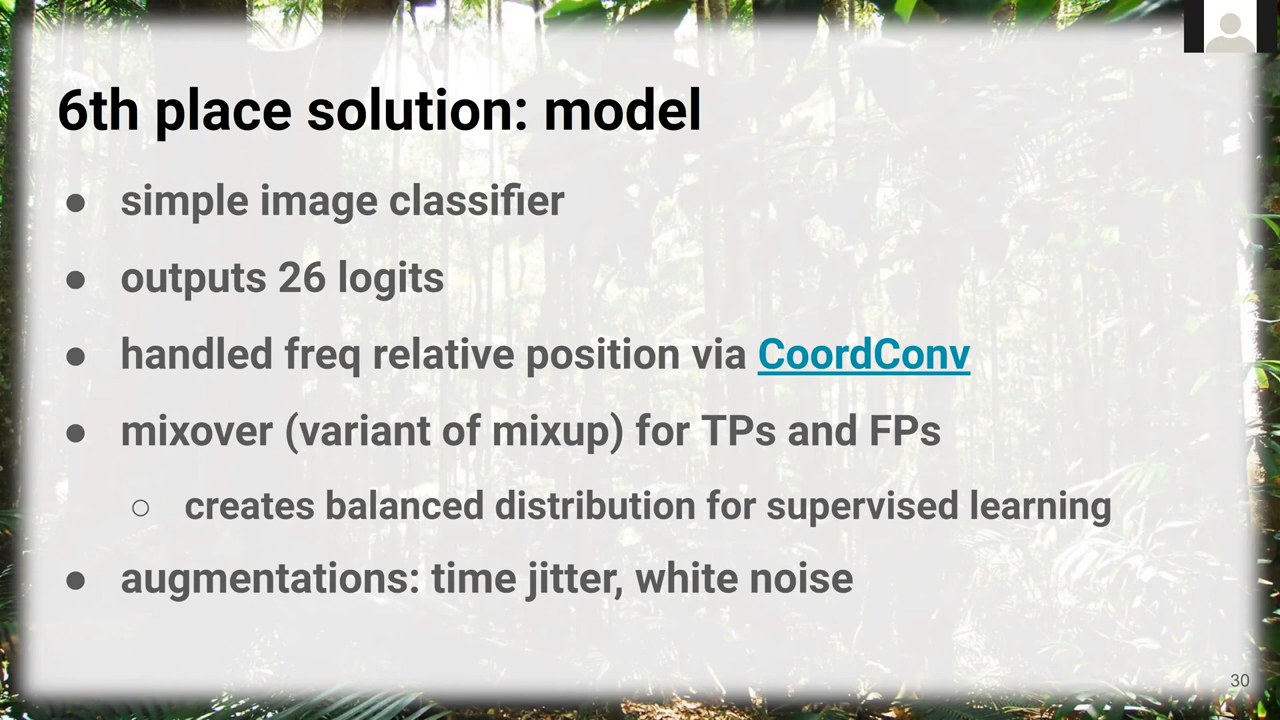 6th place solution: model
● simple image classifier
● outputs 26 logits
● handled freq relative position via CoordConv
● mixover (variant of mixup) for TPs and FPs
○ creates balanced distribution for supervised learning
● augmentations: time jitter, white noise
30